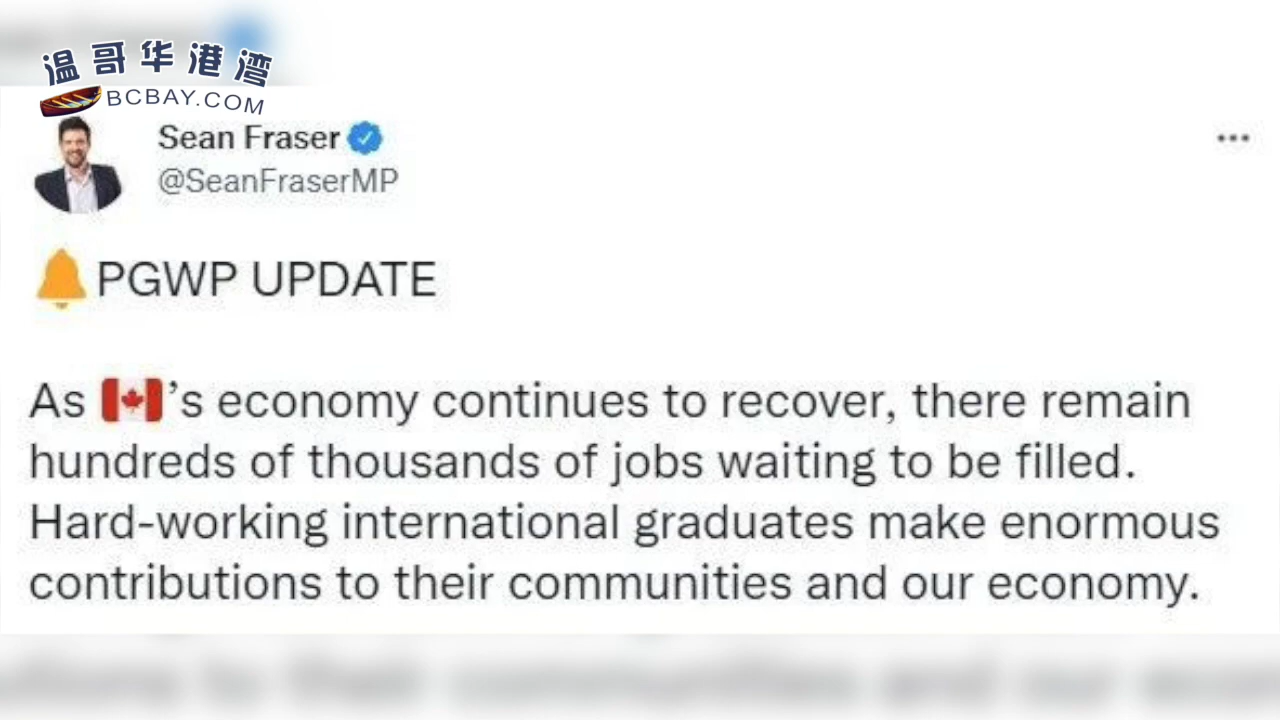 温哥华港湾
BCBAY.COM
Sean Fraser
@SeanFraserMP
PGWP UPDATE
As 🇨🇦’s economy continues to recover, there remain
hundreds of thousands of jobs waiting to be filled.
Hard-working international graduates make enormous
contributions to their communities and our economy.